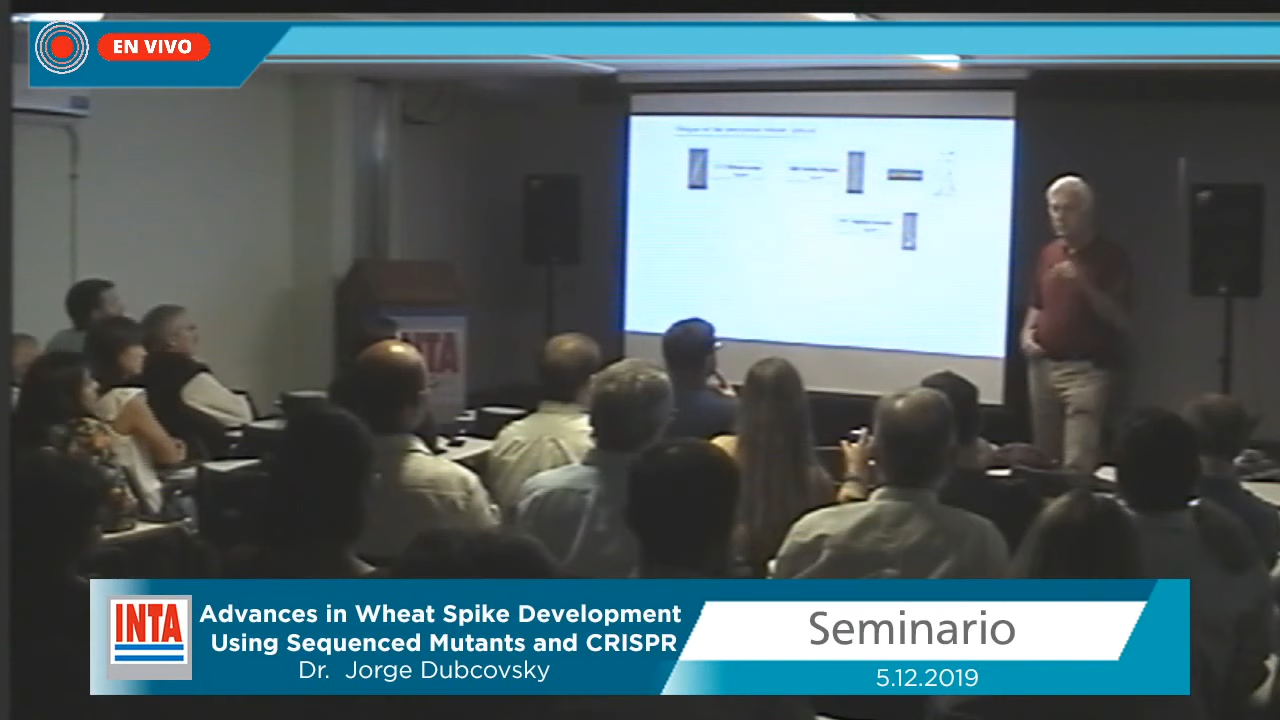 EN VIVO
INTA
INTA
Advances in Wheat Spike Development
Using Sequenced Mutants and CRISPR
Dr. Jorge Dubcovsky
Seminario
5.12.2019